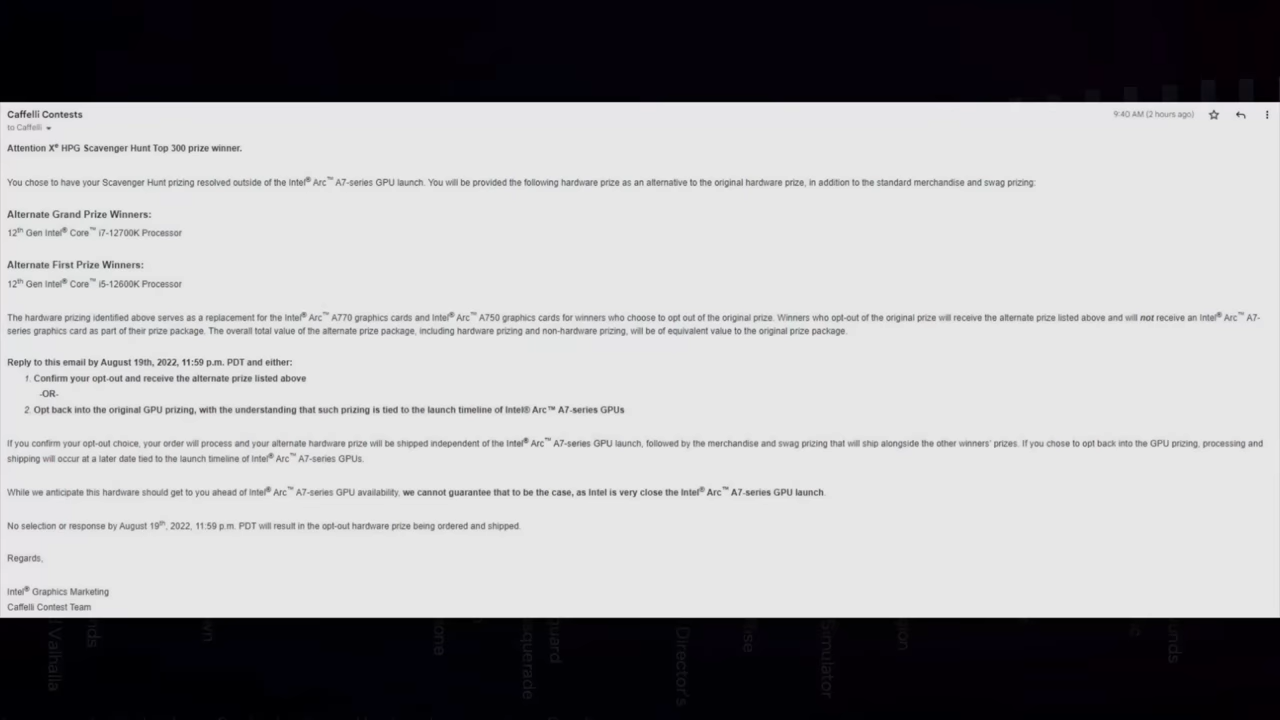 Caffelli Contests
9:40 AM (2 hours ago)
to Caffelli
Attention Xᵉ HPG Scavenger Hunt Top 300 prize winner.
You chose to have your Scavenger Hunt prizing resolved outside of the Intel® Arc™ A7-series GPU launch. You will be provided the following hardware prize as an alternative to the original hardware prize, in addition to the standard merchandise and swag prizing:
Alternate Grand Prize Winners:
12th Gen Intel® Core™ i7-12700K Processor
Alternate First Prize Winners:
12th Gen Intel® Core™ i5-12600K Processor
The hardware prizing identified above serves as a replacement for the Intel® Arc™ A770 graphics cards and Intel® Arc™ A750 graphics cards for winners who choose to opt out of the original prize. Winners who opt-out of the original prize will receive the alternate prize listed above and will not receive an Intel® Arc™ A7-
series graphics card as part of their prize package. The overall total value of the alternate prize package, including hardware prizing and non-hardware prizing, will be of equivalent value to the original prize package.
Reply to this email by August 19th, 2022, 11:59 p.m. PDT and either:
1. Confirm your opt-out and receive the alternate prize listed above
-OR-
2. Opt back into the original GPU prizing, with the understanding that such prizing is tied to the launch timeline of Intel® Arc™ A7-series GPUs
If you confirm your opt-out choice, your order will process and your alternate hardware prize will be shipped independent of the Intel® Arc™ A7-series GPU launch, followed by the merchandise and swag prizing that will ship alongside the other winners' prizes. If you chose to opt back into the GPU prizing, processing and
shipping will occur at a later date tied to the launch timeline of Intel® Arc™ A7-series GPUs.
While we anticipate this hardware should get to you ahead of Intel® Arc™ A7-series GPU availability, we cannot guarantee that to be the case, as Intel is very close the Intel® Arc™ A7-series GPU launch.
No selection or response by August 19th, 2022, 11:59 p.m. PDT will result in the opt-out hardware prize being ordered and shipped.
Regards,
Intel® Graphics Marketing
Caffelli Contest Team
Valhalla
Director's